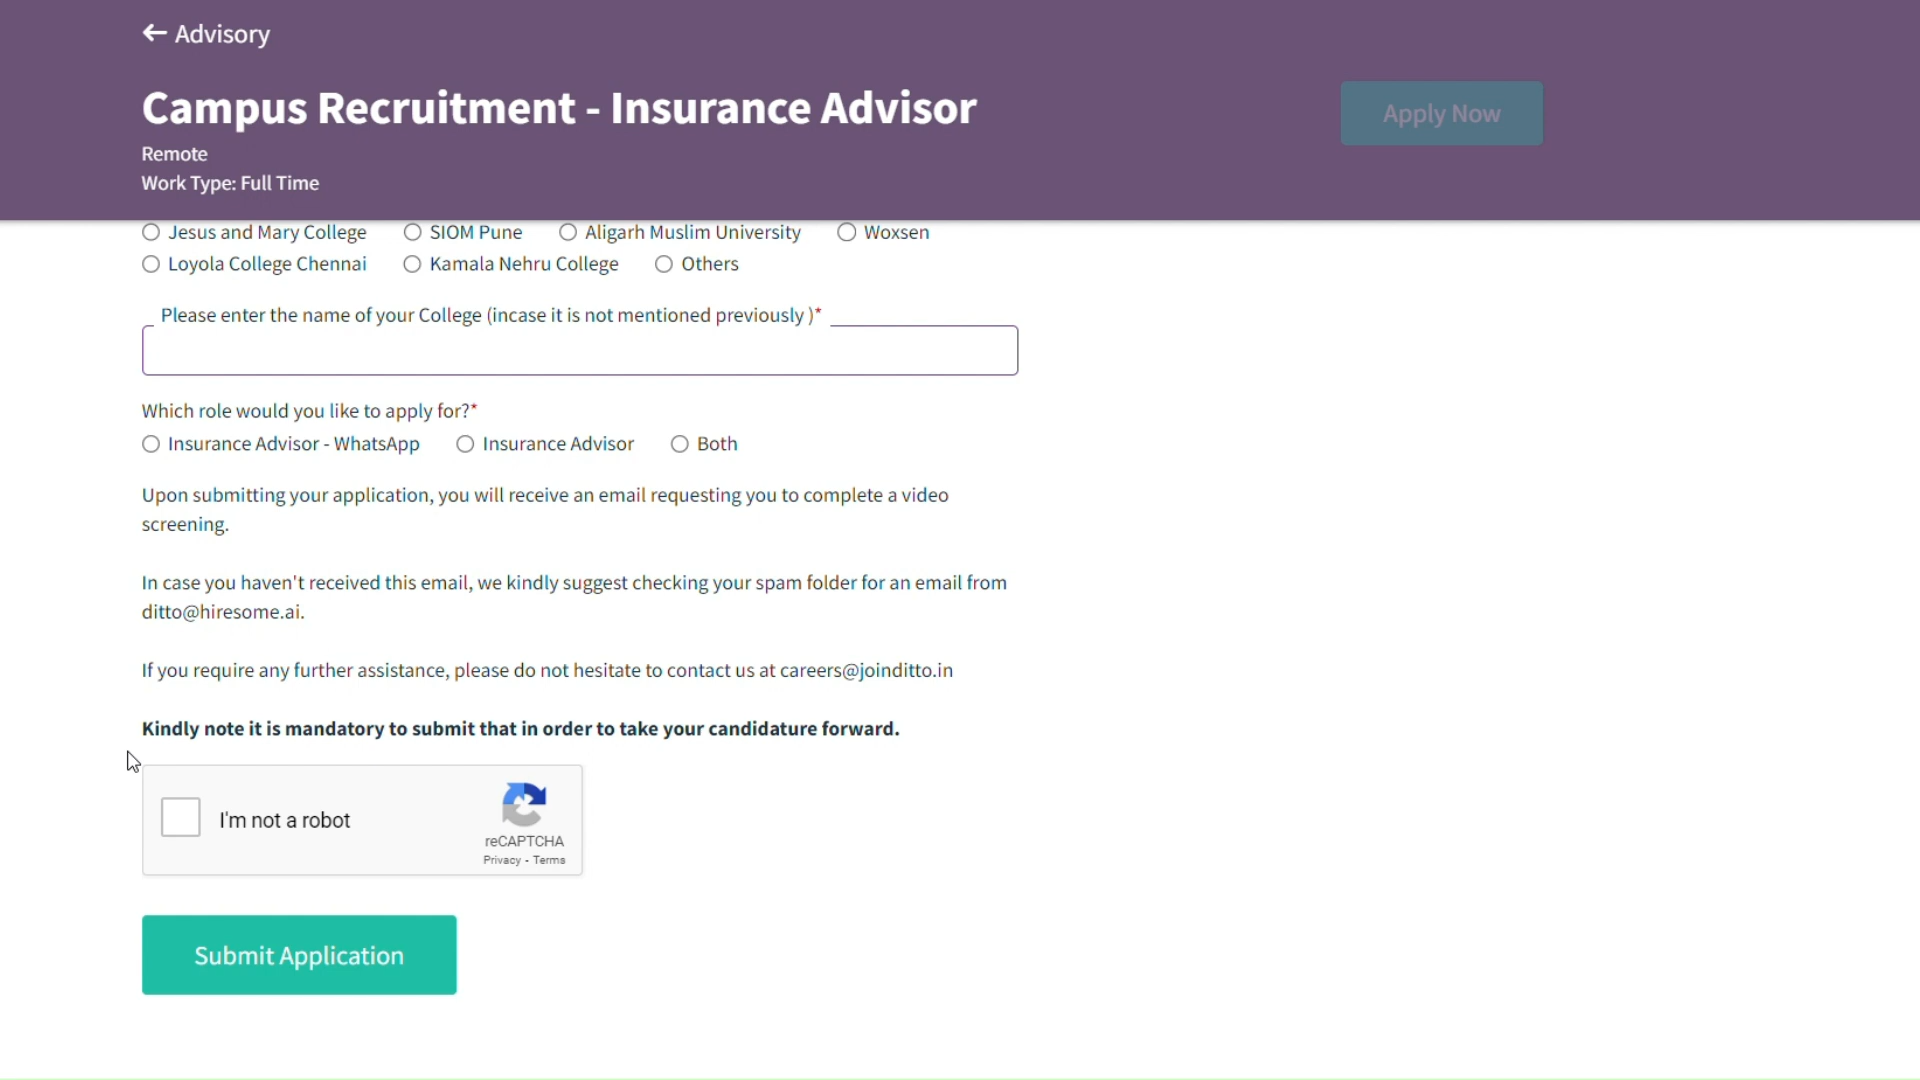 ← Advisory
Campus Recruitment - Insurance Advisor
Apply Now
Remote
Work Type: Full Time
Jesus and Mary College SIOM Pune Aligarh Muslim University Woxsen
Loyola College Chennai Kamala Nehru College Others
Please enter the name of your College (incase it is not mentioned previously )*
Which role would you like to apply for?*
Insurance Advisor - WhatsApp Insurance Advisor Both
Upon submitting your application, you will receive an email requesting you to complete a video
screening.
In case you haven't received this email, we kindly suggest checking your spam folder for an email from
ditto@hiresome.ai.
If you require any further assistance, please do not hesitate to contact us at careers@joinditto.in
Kindly note it is mandatory to submit that in order to take your candidature forward.
I'm not a robot
reCAPTCHA
Privacy - Terms
Submit Application